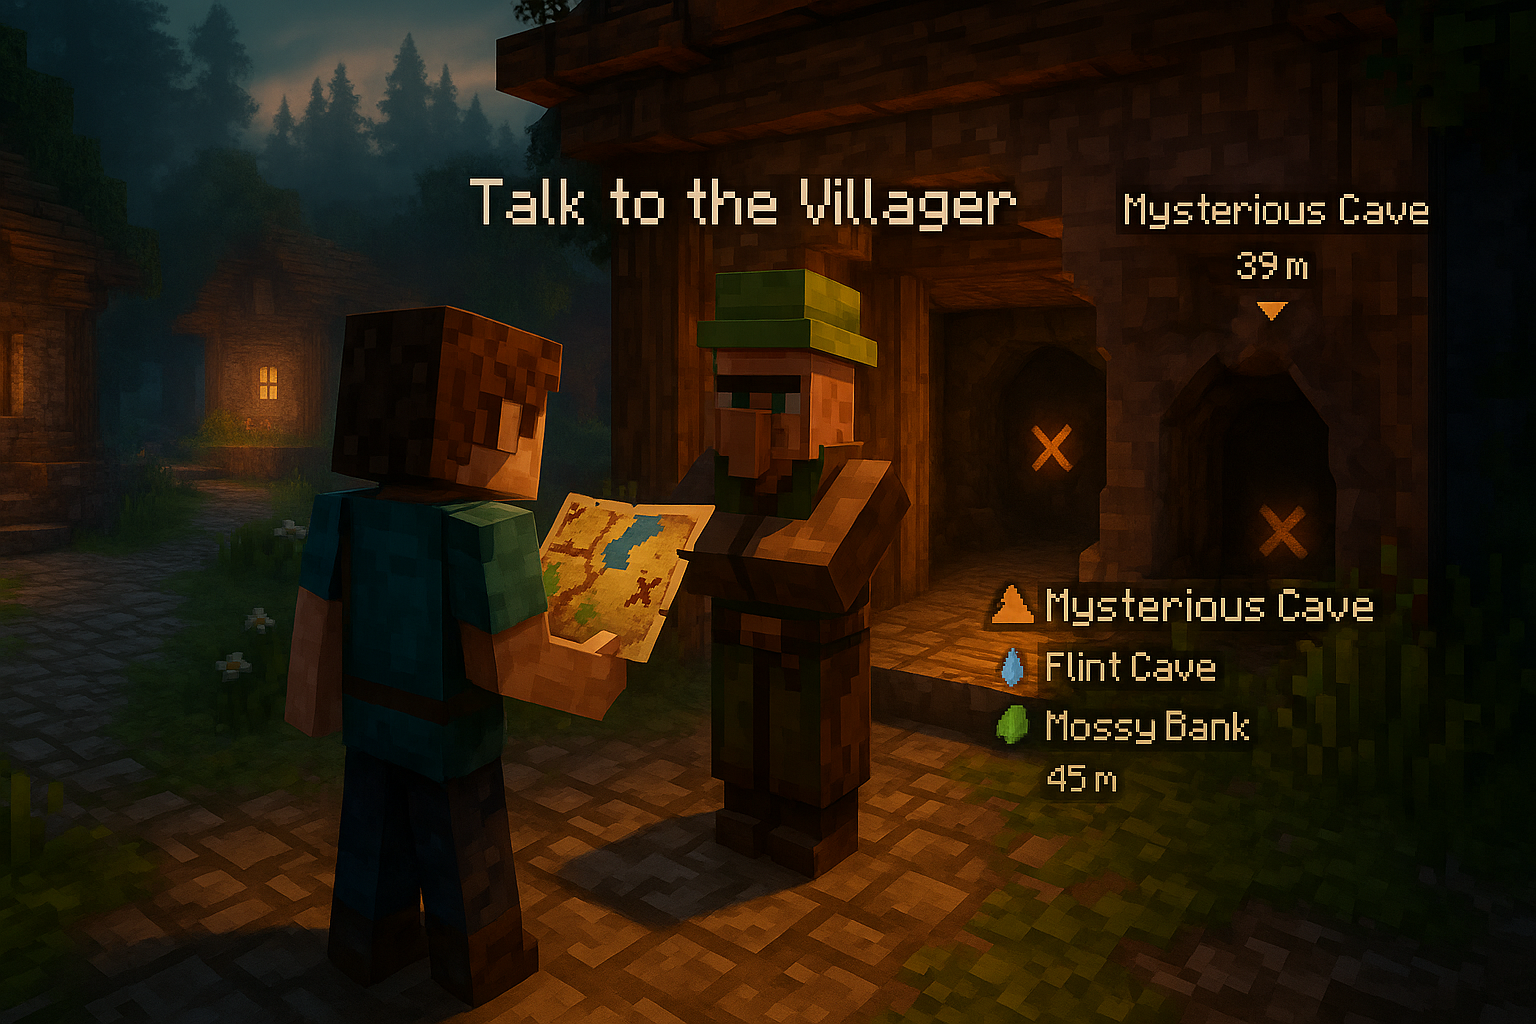 Talk to the Villager
Mysterious Cave
39 m
Mysterious Cave
Flint Cave
Mossy Bank
45 m